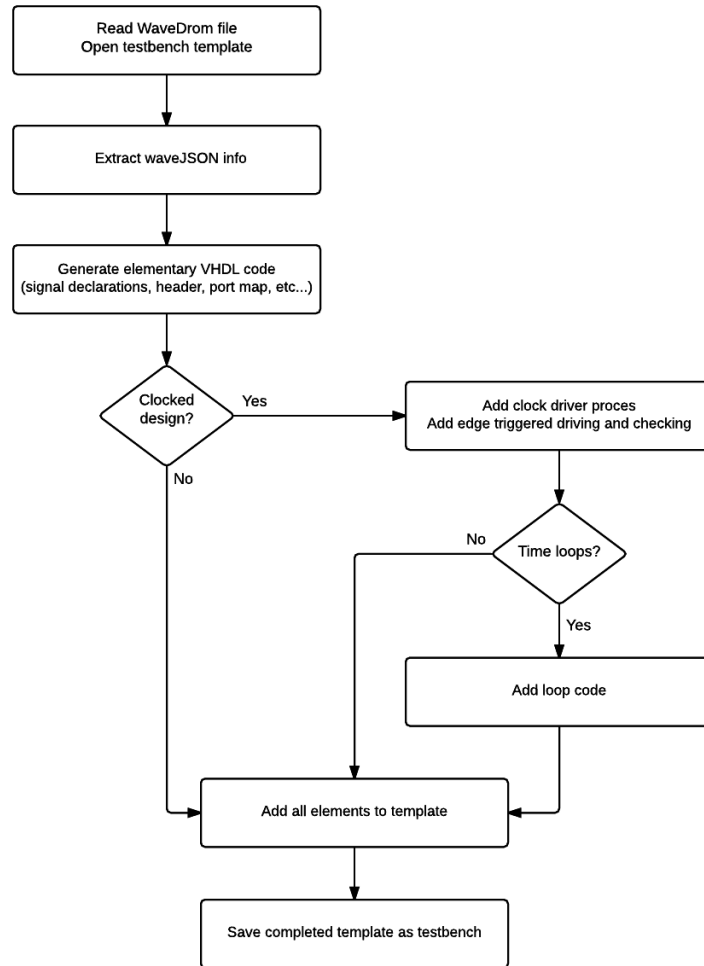 Read WaveDrom file
Open testbench template
Extract waveJSON info
Generate elementary VHDL code
(signal declarations, header, port map, etc...)
Clocked
design?
Yes
No
Add clock driver proces
Add edge triggered driving and checking
Time loops?
No
Yes
Add loop code
Add all elements to template
Save completed template as testbench